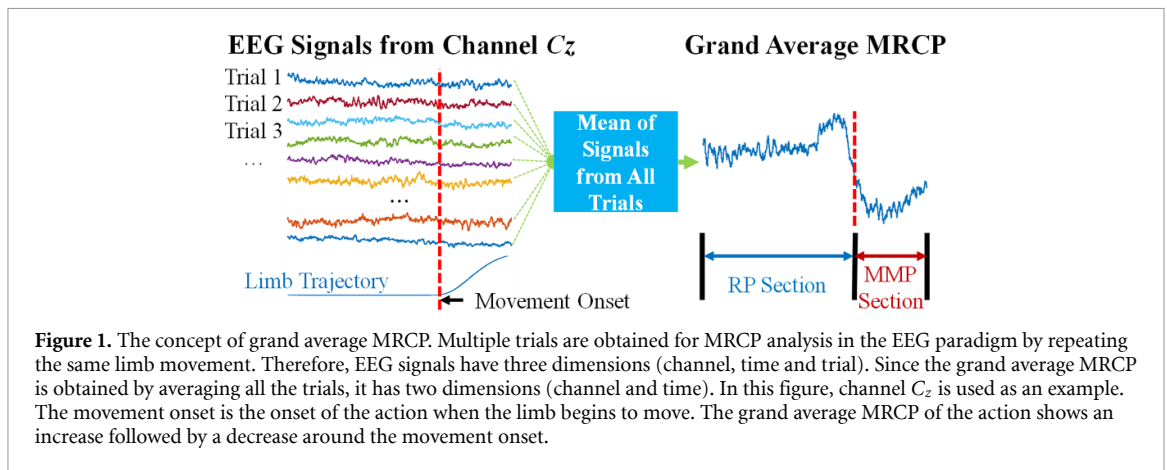 EEG Signals from Channel Cz
Grand Average MRCP
Trial 1
Trial 2
Trial 3
...
...
Mean of
Signals
from All
Trials
Limb Trajectory
Movement Onset
RP Section
MMP
Section
Figure 1. The concept of grand average MRCP. Multiple trials are obtained for MRCP analysis in the EEG paradigm by repeating
the same limb movement. Therefore, EEG signals have three dimensions (channel, time and trial). Since the grand average MRCP
is obtained by averaging all the trials, it has two dimensions (channel and time). In this figure, channel Cz is used as an example.
The movement onset is the onset of the action when the limb begins to move. The grand average MRCP of the action shows an
increase followed by a decrease around the movement onset.